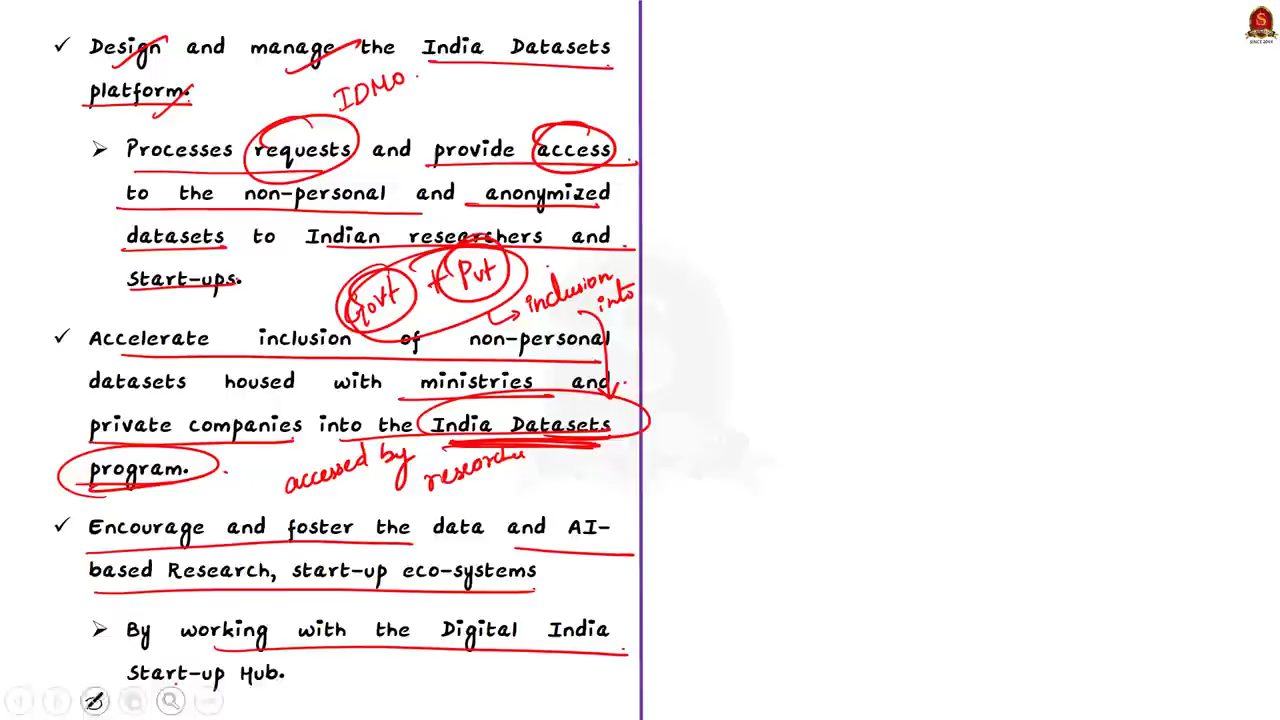 ✓ Design and manage the India Datasets
platform.
IDMO
➢ Processes requests and provide access
to the non-personal and anonymized
datasets to Indian researchers and
Start-ups.
Govt + Pvt
inclusion
into
✓ Accelerate inclusion of non-personal
datasets housed with ministries and
private companies into the India Datasets
program.
accessed by
researche
✓ Encourage and foster the data and AI-
based Research, start-up eco-systems
➢ By working with the Digital India
Start-up Hub.
S